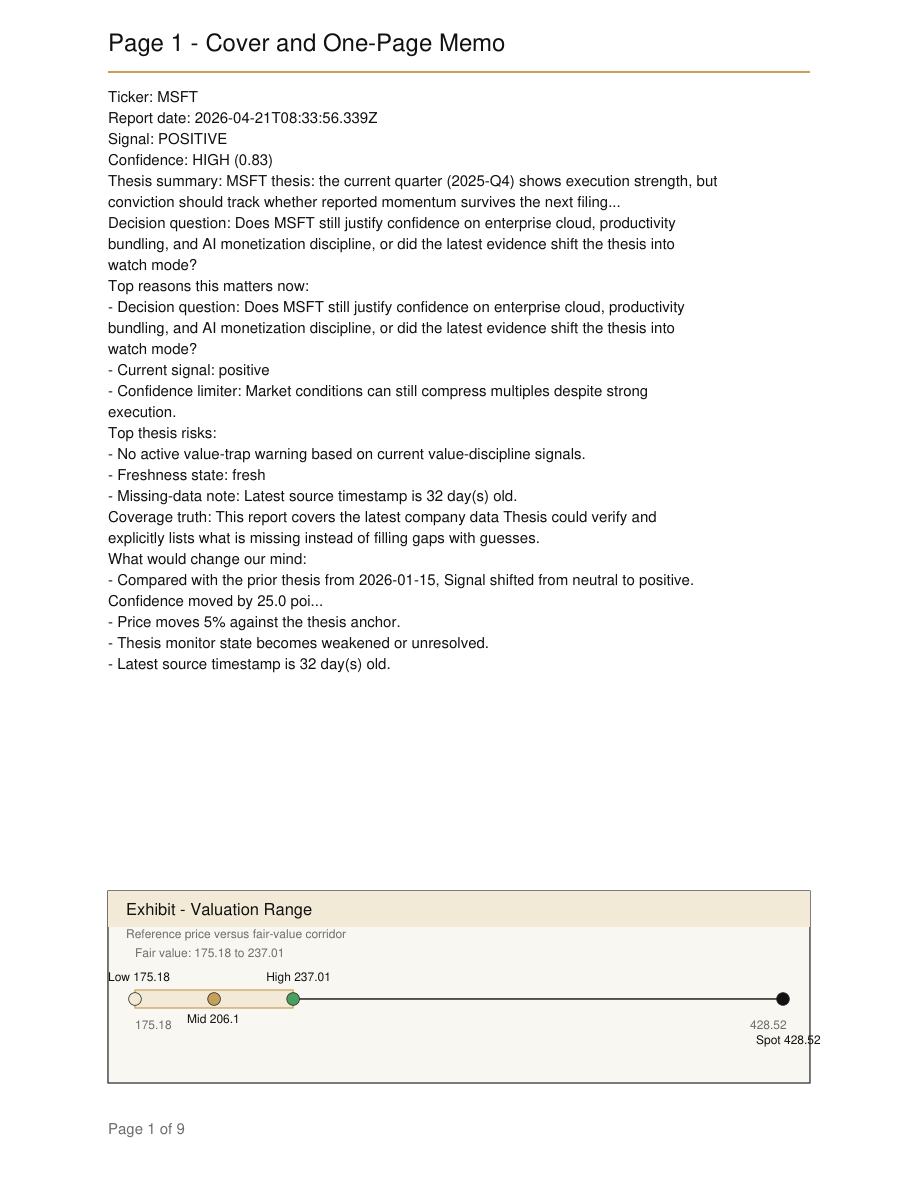 Page 1 - Cover and One-Page Memo
Ticker: MSFT
Report date: 2026-04-21T08:33:56.339Z
Signal: POSITIVE
Confidence: HIGH (0.83)
Thesis summary: MSFT thesis: the current quarter (2025-Q4) shows execution strength, but
conviction should track whether reported momentum survives the next filing...
Decision question: Does MSFT still justify confidence on enterprise cloud, productivity
bundling, and AI monetization discipline, or did the latest evidence shift the thesis into
watch mode?
Top reasons this matters now:
- Decision question: Does MSFT still justify confidence on enterprise cloud, productivity
bundling, and AI monetization discipline, or did the latest evidence shift the thesis into
watch mode?
- Current signal: positive
- Confidence limiter: Market conditions can still compress multiples despite strong
execution.
Top thesis risks:
- No active value-trap warning based on current value-discipline signals.
- Freshness state: fresh
- Missing-data note: Latest source timestamp is 32 day(s) old.
Coverage truth: This report covers the latest company data Thesis could verify and
explicitly lists what is missing instead of filling gaps with guesses.
What would change our mind:
- Compared with the prior thesis from 2026-01-15, Signal shifted from neutral to positive.
Confidence moved by 25.0 poi...
- Price moves 5% against the thesis anchor.
- Thesis monitor state becomes weakened or unresolved.
- Latest source timestamp is 32 day(s) old.
Exhibit - Valuation Range
Reference price versus fair-value corridor
Fair value: 175.18 to 237.01
Low 175.18 High 237.01
Mid 206.1
175.18 428.52
Spot 428.52
Page 1 of 9